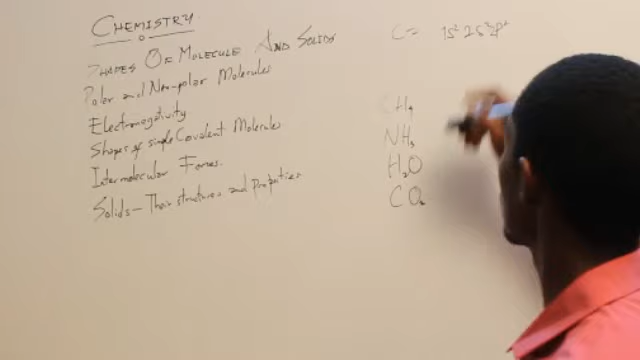 CHEMISTRY
SHAPES OF MOLECULE AND SOLIDS
Polar and Non-polar Molecules
Electronegativity
Shapes of simple Covalent Molecules
Intermolecular Forces.
Solids - Their structures and Properties
C = 1s² 2s² 2p²
CH₄
NH₃
H₂O
CO₂